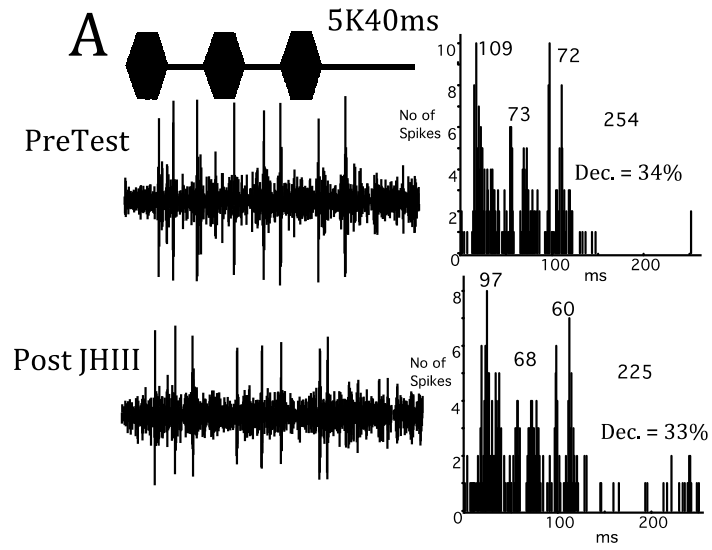 A
5K40ms
PreTest
No of
Spikes
10
8
6
4
2
0
109
73
72
254
Dec. = 34%
100
200
ms
Post JHIII
No of
Spikes
8
6
4
2
0
97
68
60
225
Dec. = 33%
100
200
ms